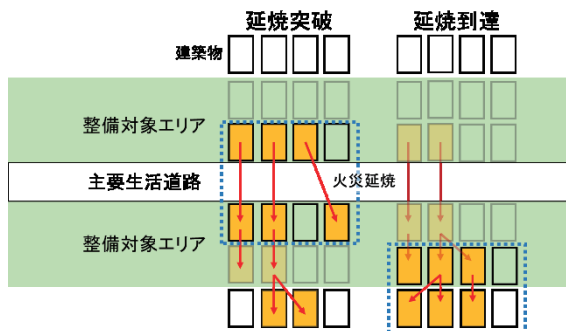 延焼突破
延焼到達
建築物
整備対象エリア
主要生活道路
火災延焼
整備対象エリア